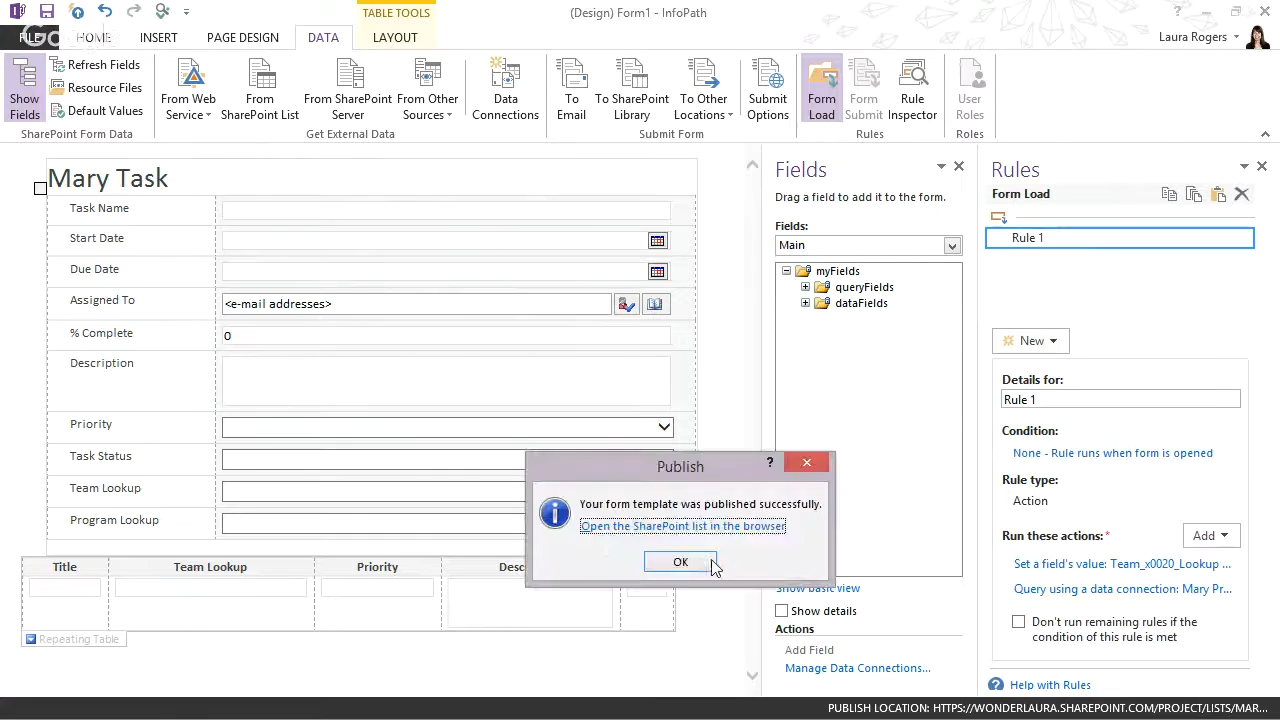 TABLE TOOLS
(Design) Form1 - InfoPath
?
FILE
HOME
INSERT
PAGE DESIGN
DATA
LAYOUT
Laura Rogers
Show Fields
Refresh Fields
Resource Files
Default Values
SharePoint Form Data
From Web Service
From SharePoint List
From SharePoint Server
From Other Sources
Get External Data
Data Connections
To Email
To SharePoint Library
To Other Locations
Submit Form
Submit Options
Form Load
Form Submit
Rule Inspector
Rules
User Roles
Roles
Mary Task
Task Name
Start Date
Due Date
Assigned To
<e-mail addresses>
% Complete
0
Description
Priority
Task Status
Team Lookup
Program Lookup
Title
Team Lookup
Priority
Desc
Repeating Table
Publish
?
Your form template was published successfully.
Open the SharePoint list in the browser
OK
Fields
Drag a field to add it to the form.
Fields:
Main
myFields
queryFields
dataFields
Show basic view
Show details
Actions
Add Field
Manage Data Connections...
Rules
Form Load
Rule 1
New
Details for:
Rule 1
Condition:
None - Rule runs when form is opened
Rule type:
Action
Run these actions:*
Add
Set a field's value: Team_x0020_Lookup ...
Query using a data connection: Mary Pr...
Don't run remaining rules if the
condition of this rule is met
Help with Rules
PUBLISH LOCATION: HTTPS://WONDERLAURA.SHAREPOINT.COM/PROJECT/LISTS/MAR...